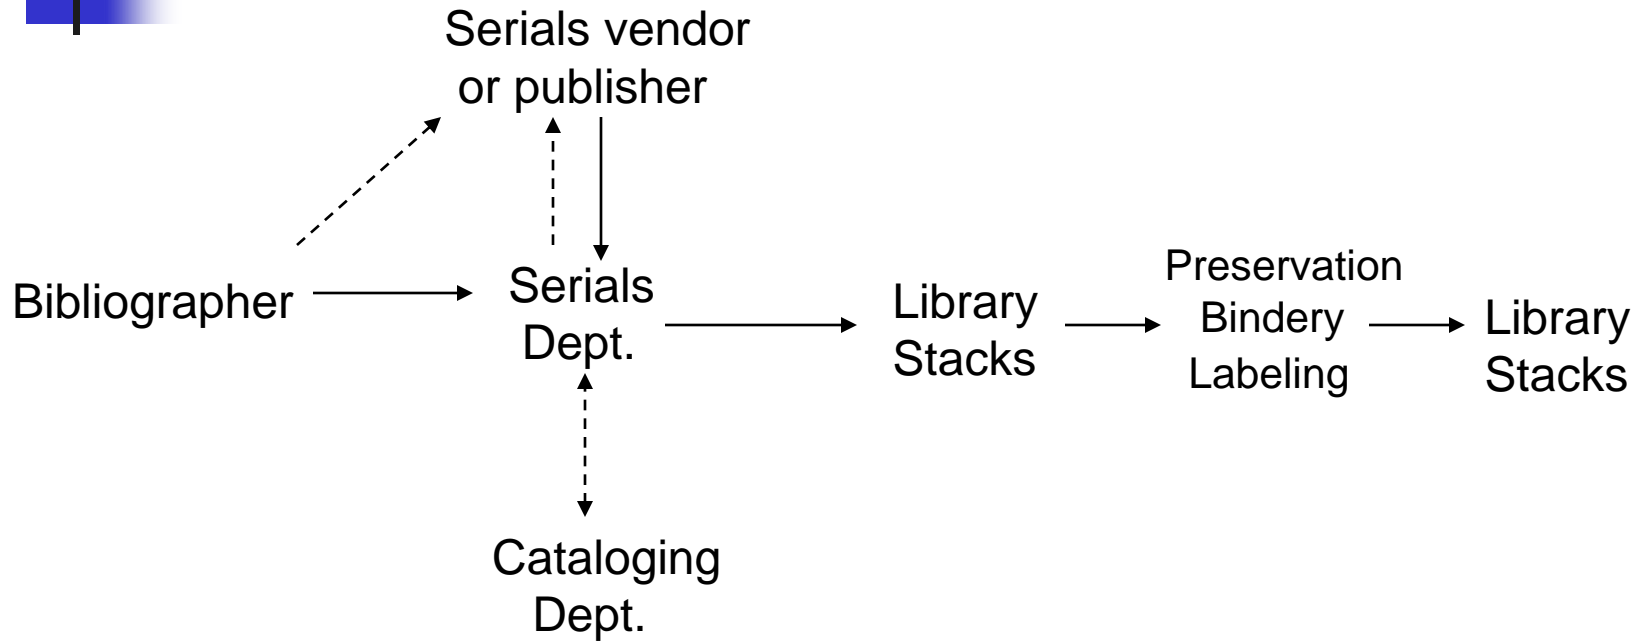 Serials vendor
or publisher
Bibliographer
Serials
Dept.
Library
Stacks
Preservation
Bindery
Labeling
Library
Stacks
Cataloging
Dept.